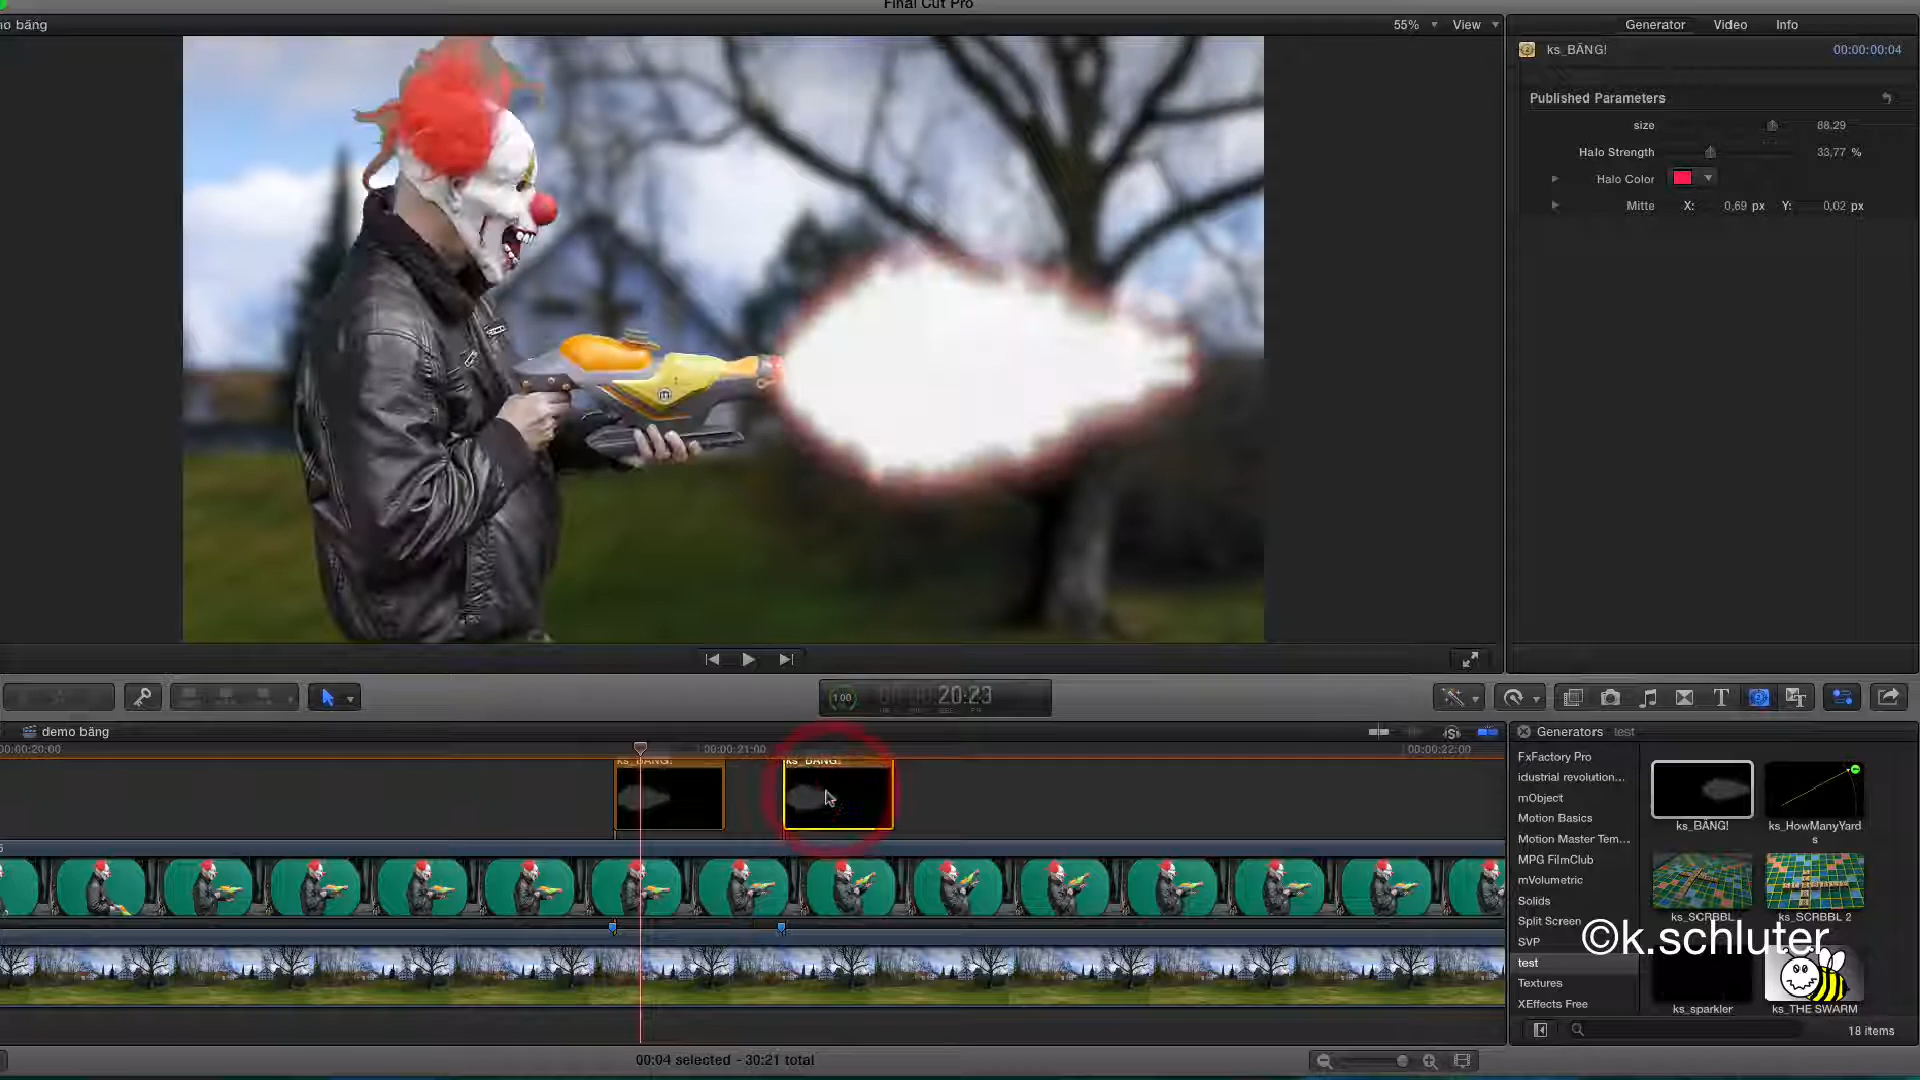 Final Cut Pro
mo bäng
55%
View
Generator
Video
Info
ks_BÄNG!
00:00:00:04
Published Parameters
size
88.29
Halo Strength
33,77 %
Halo Color
Mitte
X: 0,69 px
Y: 0,02 px
100
20:23
demo bäng
00:00:20:00
00:00:21:00
00:00:22:00
ks_BÄNG!
ks_BÄNG!
Generators
test
FxFactory Pro
idustrial revolution...
mObject
Motion Basics
Motion Master Tem...
MPG FilmClub
mVolumetric
Solids
Split Screen
SVP
test
Textures
XEffects Free
ks_BÄNG!
ks_HowManyYard
s
ks_SCRBBL
ks_SCRBBL 2
©k.schluter
ks_sparkler
ks_THE SWARM
18 items
00:04 selected - 30:21 total